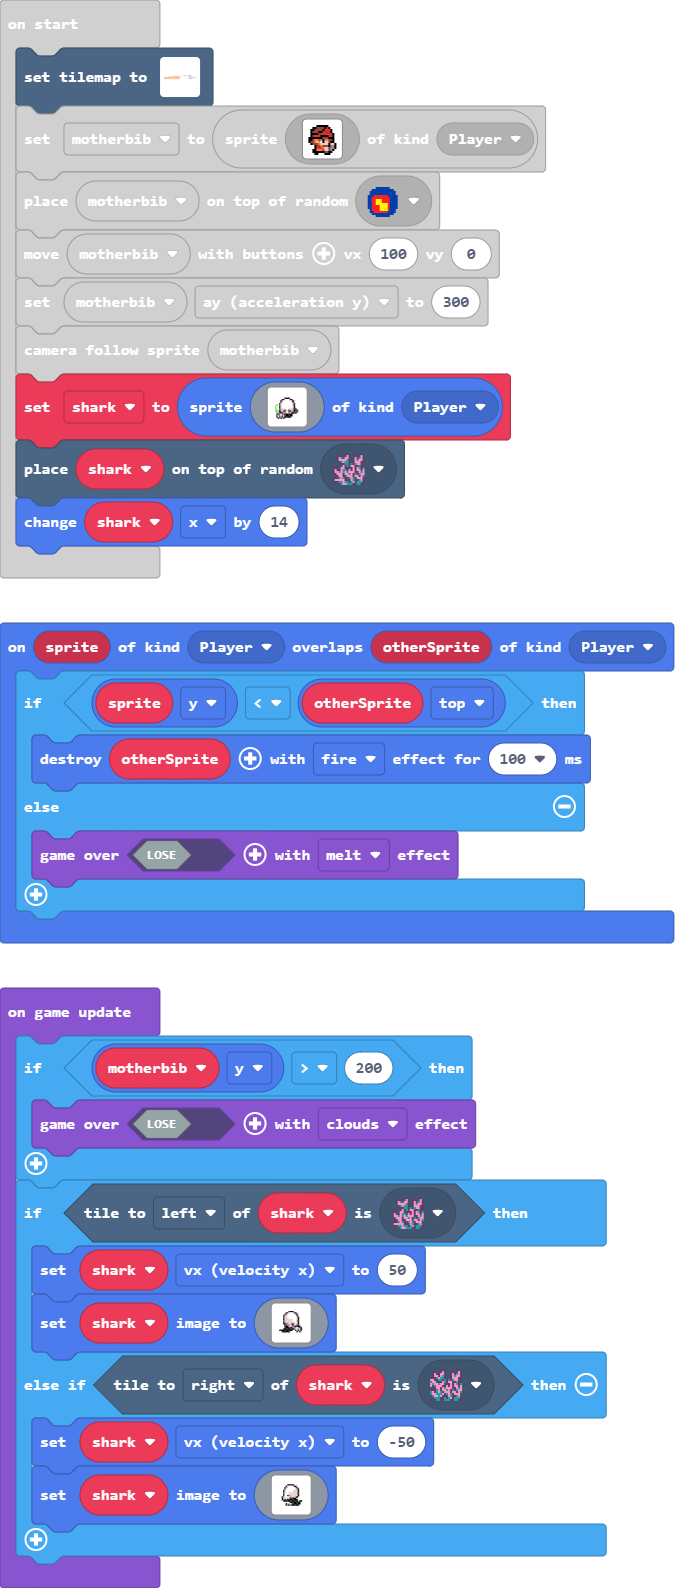 on start
set tilemap to
set motherbib to sprite of kind Player
place motherbib on top of random
move motherbib with buttons vx 100 vy 0
set motherbib ay (acceleration y) to 300
camera follow sprite motherbib
set shark to sprite of kind Player
place shark on top of random
change shark x by 14
on sprite of kind Player overlaps otherSprite of kind Player
if sprite y < otherSprite top then
destroy otherSprite with fire effect for 100 ms
else
game over LOSE with melt effect
on game update
if motherbib y > 200 then
game over LOSE with clouds effect
if tile to left of shark is then
set shark vx (velocity x) to 50
set shark image to
else if tile to right of shark is then
set shark vx (velocity x) to -50
set shark image to